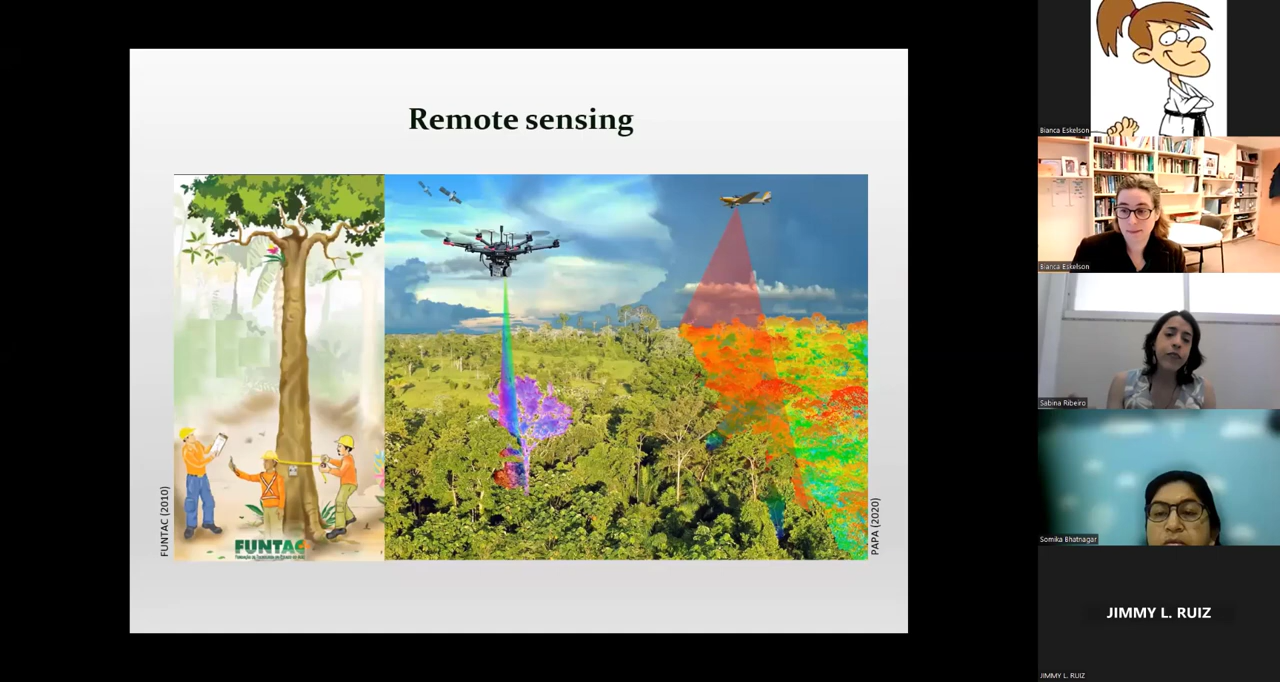 Remote sensing
FUNTAC (2010)
FUNTAC
PAPA (2020)
Bianca Eskelson
Bianca Eskelson
Sabina Ribeiro
Somika Bhatnagar
JIMMY L. RUIZ
JIMMY L. RUIZ